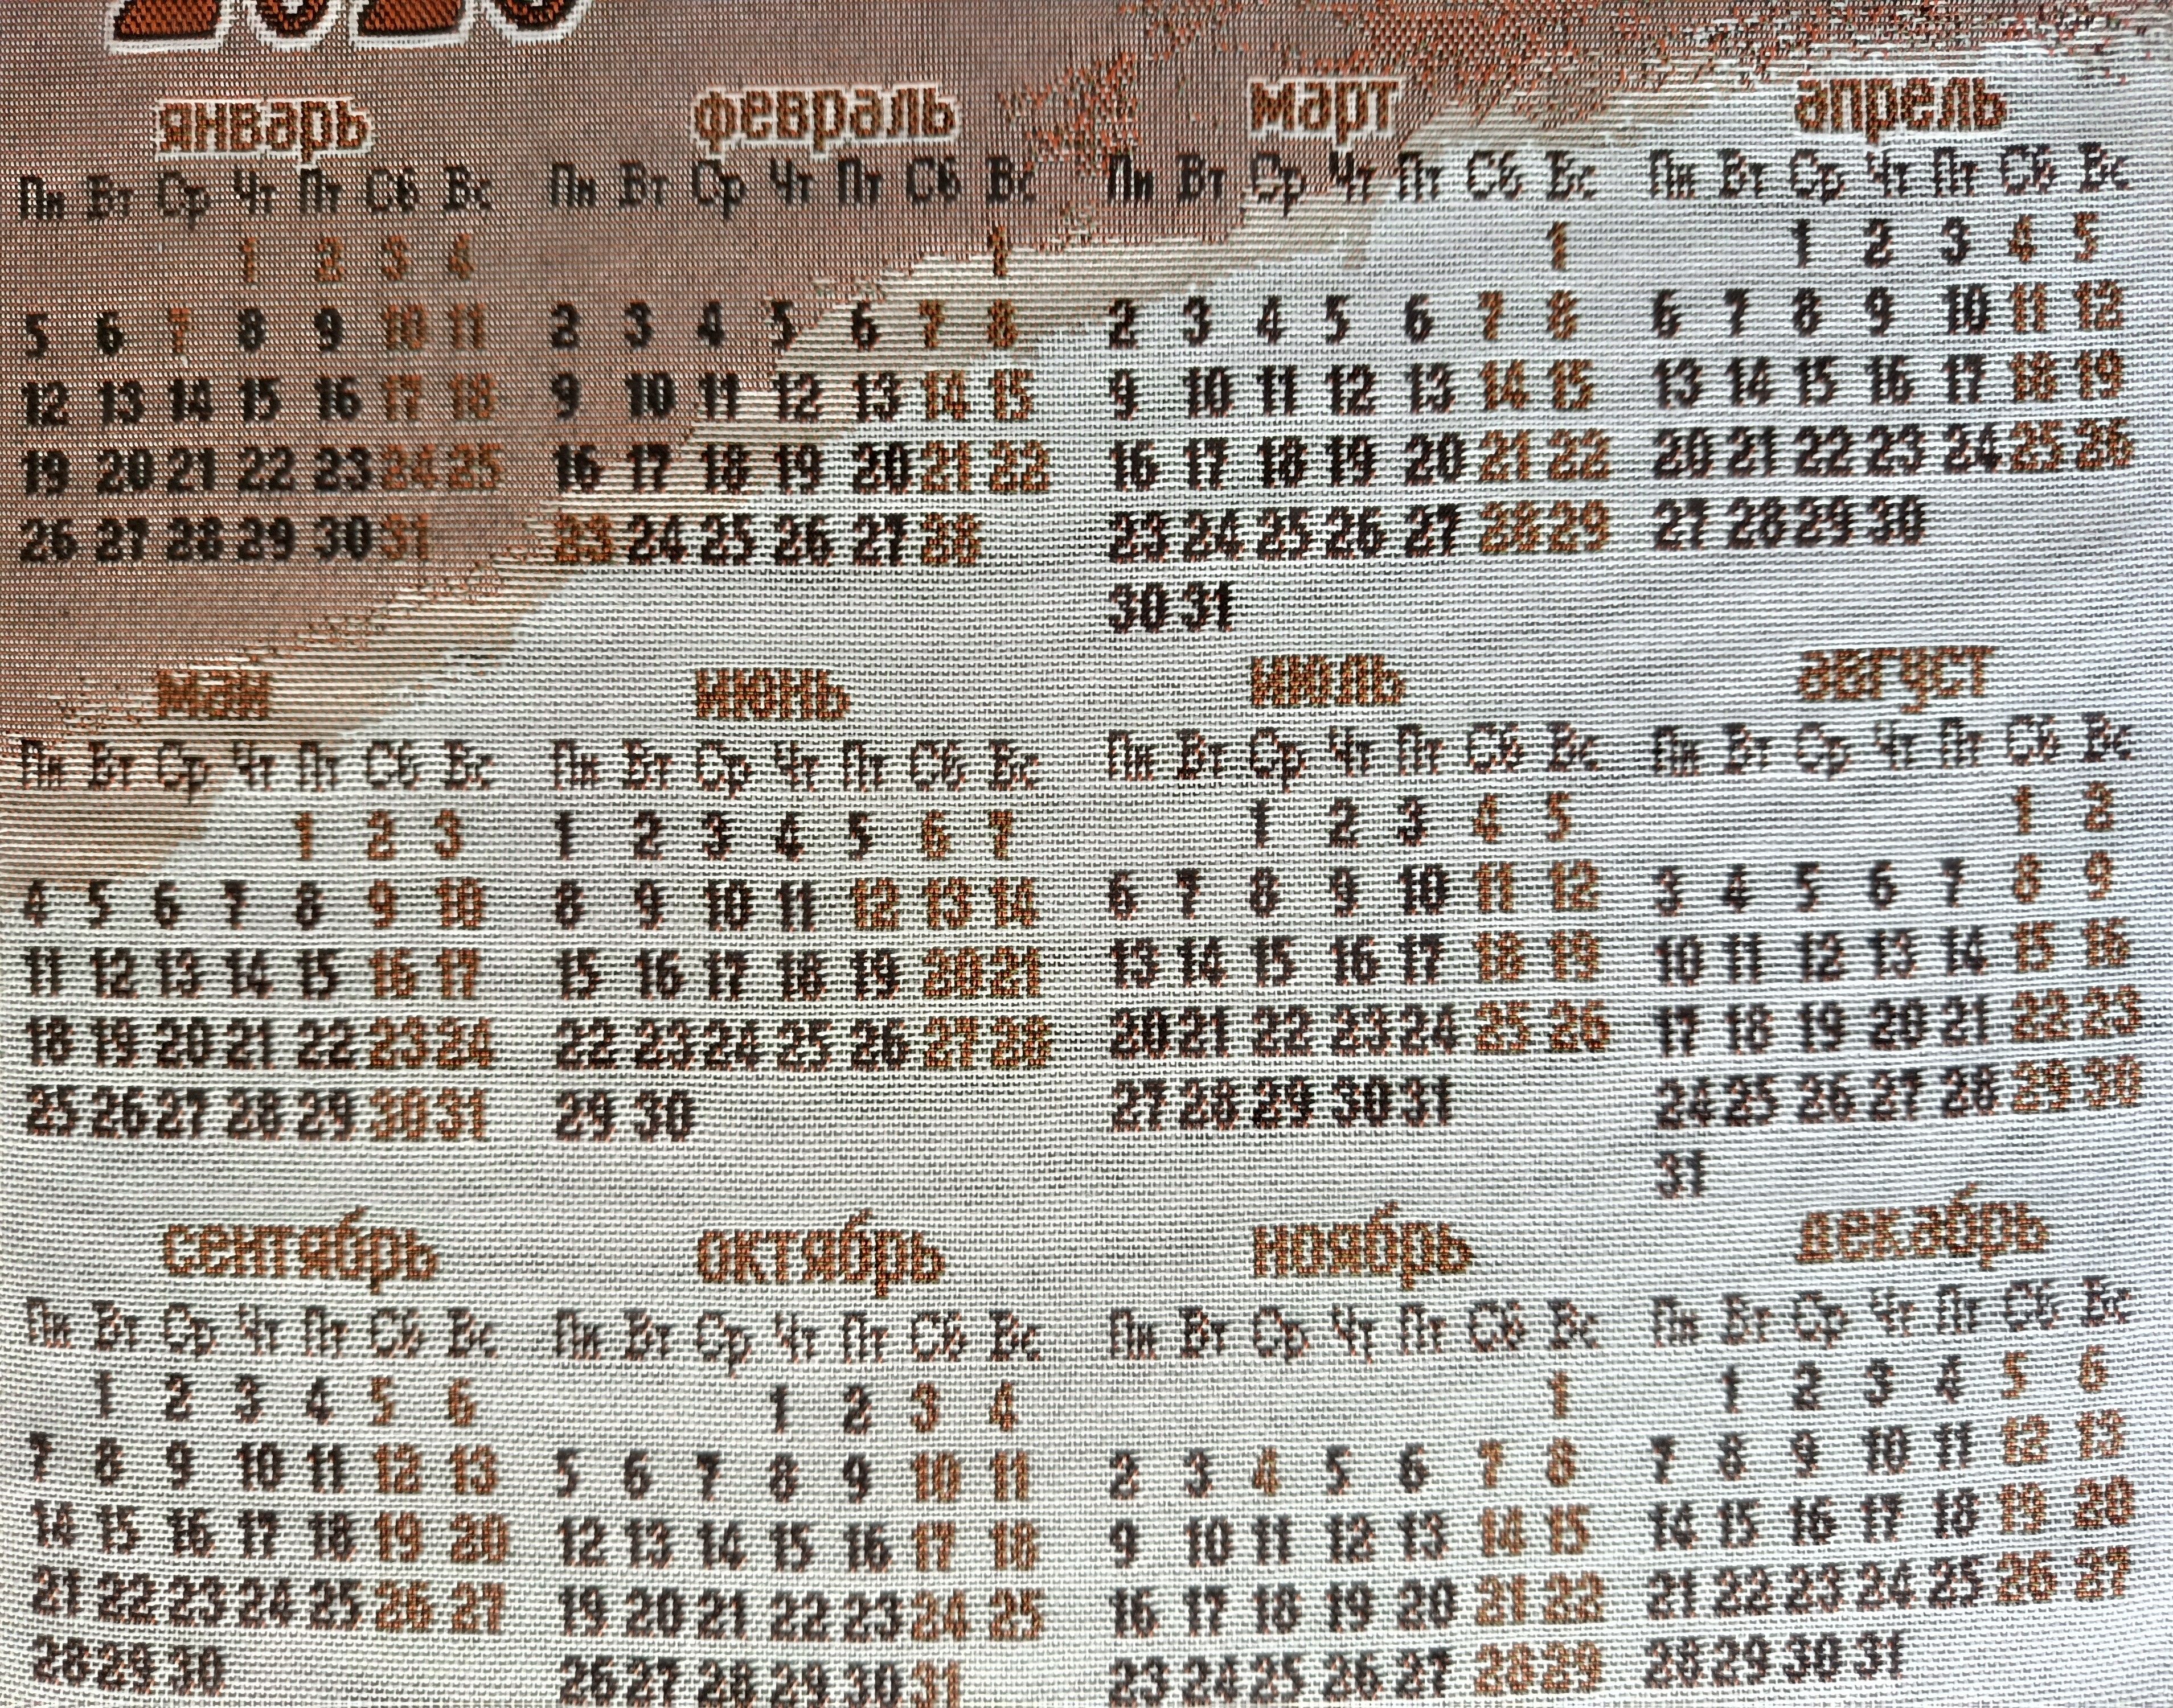 январь февраль март апрель
Пн Вт Ср Чт Пт Сб Вс Пн Вт Ср Чт Пт Сб Вс Пн Вт Ср Чт Пт Сб Вс Пн Вт Ср Чт Пт Сб Вс
1 2 3 4 1 1 1 2 3 4 5
5 6 7 8 9 10 11 2 3 4 5 6 7 8 2 3 4 5 6 7 8 6 7 8 9 10 11 12
12 13 14 15 16 17 18 9 10 11 12 13 14 15 9 10 11 12 13 14 15 13 14 15 16 17 18 19
19 20 21 22 23 24 25 16 17 18 19 20 21 22 16 17 18 19 20 21 22 20 21 22 23 24 25 26
26 27 28 29 30 31 23 24 25 26 27 28 23 24 25 26 27 28 29 27 28 29 30
30 31
май июнь июль август
Пн Вт Ср Чт Пт Сб Вс Пн Вт Ср Чт Пт Сб Вс Пн Вт Ср Чт Пт Сб Вс Пн Вт Ср Чт Пт Сб Вс
1 2 3 1 2 3 4 5 6 7 1 2 3 4 5 1 2
4 5 6 7 8 9 10 8 9 10 11 12 13 14 6 7 8 9 10 11 12 3 4 5 6 7 8 9
11 12 13 14 15 16 17 15 16 17 18 19 20 21 13 14 15 16 17 18 19 10 11 12 13 14 15 16
18 19 20 21 22 23 24 22 23 24 25 26 27 28 20 21 22 23 24 25 26 17 18 19 20 21 22 23
25 26 27 28 29 30 31 29 30 27 28 29 30 31 24 25 26 27 28 29 30
31
сентябрь октябрь ноябрь декабрь
Пн Вт Ср Чт Пт Сб Вс Пн Вт Ср Чт Пт Сб Вс Пн Вт Ср Чт Пт Сб Вс Пн Вт Ср Чт Пт Сб Вс
1 2 3 4 5 6 1 2 3 4 1 1 2 3 4 5 6
7 8 9 10 11 12 13 5 6 7 8 9 10 11 2 3 4 5 6 7 8 7 8 9 10 11 12 13
14 15 16 17 18 19 20 12 13 14 15 16 17 18 9 10 11 12 13 14 15 14 15 16 17 18 19 20
21 22 23 24 25 26 27 19 20 21 22 23 24 25 16 17 18 19 20 21 22 21 22 23 24 25 26 27
28 29 30 26 27 28 29 30 31 23 24 25 26 27 28 29 28 29 30 31